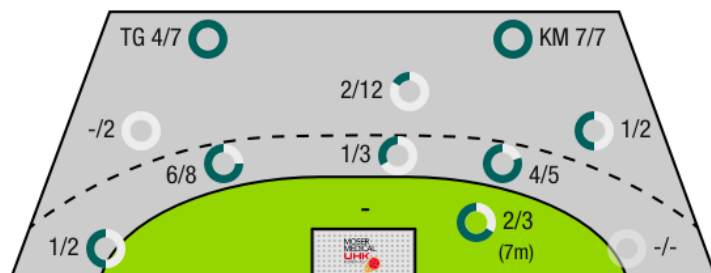 TG 4/7
KM 7/7
2/12
-/2
1/2
6/8
1/3
4/5
-
2/3
(7m)
1/2
-/-
MOSER
MEDICAL
UHK